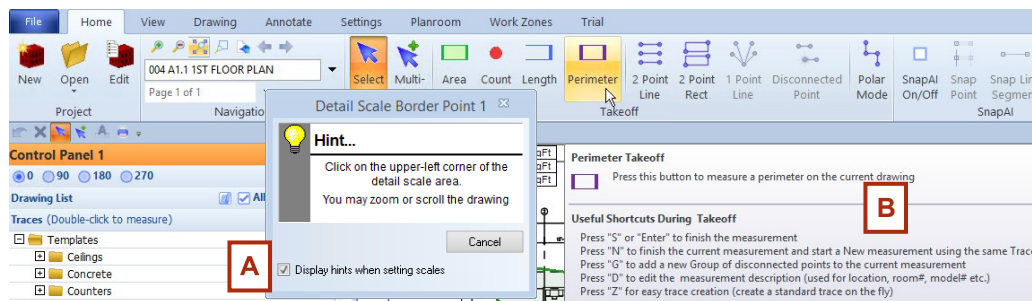 File Home View Drawing Annotate Settings Planroom Work Zones Trial
New Open Edit
004 A1.1 1ST FLOOR PLAN
Page 1 of 1
Select Multi- Area Count Length Perimeter 2 Point Line 2 Point Rect 1 Point Line Disconnected Point Polar Mode SnapAI On/Off Snap Point Snap Lin Segmen
Project Navigatio Takeoff SnapAI
Control Panel 1
0 90 180 270
Drawing List All
Traces (Double-click to measure)
Templates
Ceilings
Concrete
Counters
Detail Scale Border Point 1
Hint...
Click on the upper-left corner of the
detail scale area.
You may zoom or scroll the drawing
Cancel
Display hints when setting scales
A
qFt
qFt
Perimeter Takeoff
Press this button to measure a perimeter on the current drawing
B
Useful Shortcuts During Takeoff
Press "S" or "Enter" to finish the measurement
Press "N" to finish the current measurement and start a New measurement using the same Trace
Press "G" to add a new Group of disconnected points to the current measurement
Press "D" to edit the measurement description (used for location, room#, model# etc.)
Press "Z" for easy trace creation (create a standard trace on the fly)